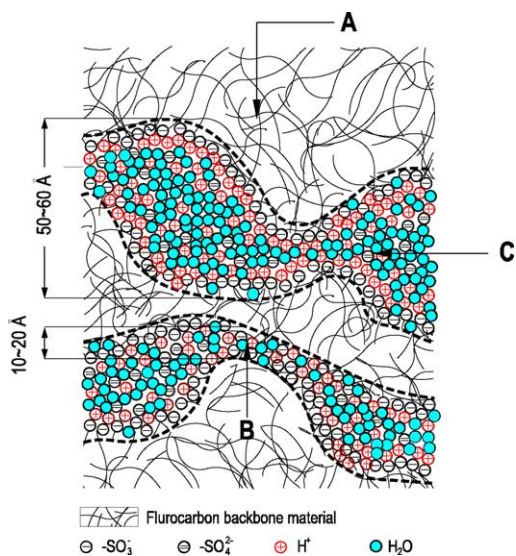 A
50~60 Å
C
10~20 Å
B
Flurocarbon backbone material
-SO₃⁻ -SO₄²⁻ H⁺ H₂O